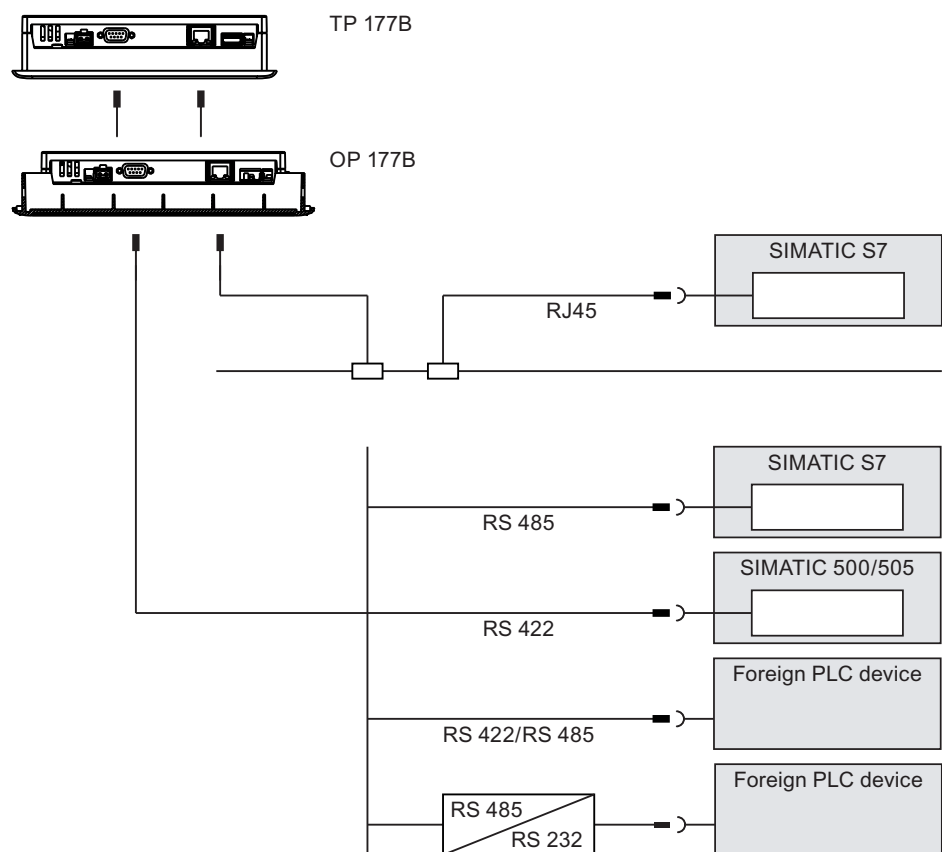 TP 177B
OP 177B
SIMATIC S7
RJ45
SIMATIC S7
RS 485
SIMATIC 500/505
RS 422
Foreign PLC device
RS 422/RS 485
Foreign PLC device
RS 485
RS 232